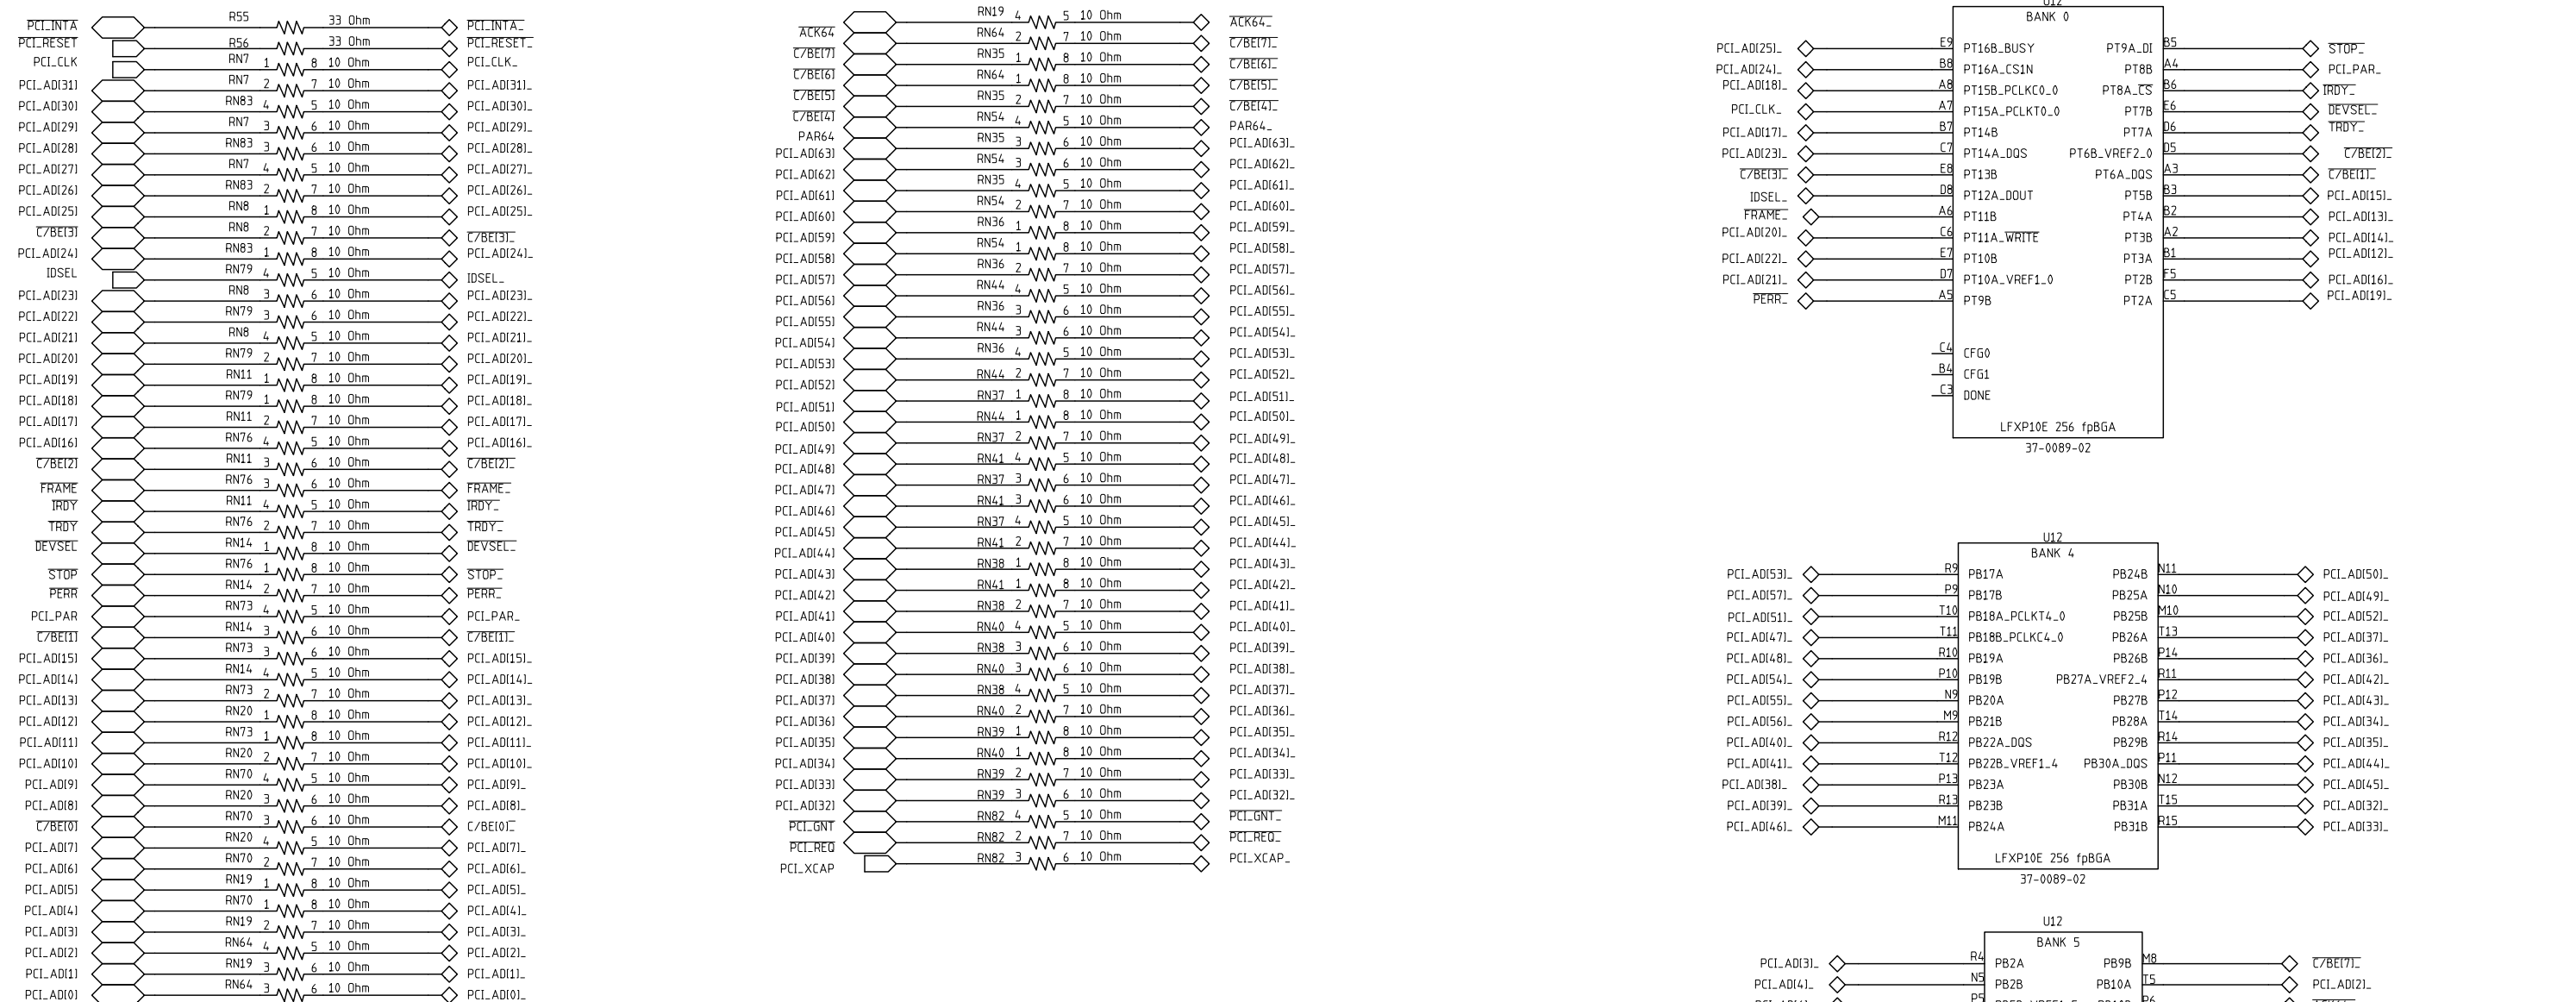 PCI_INTA R55 33 Ohm PCI_INTA_
PCI_RESET R56 33 Ohm PCI_RESET_
PCI_CLK RN7 1 8 10 Ohm PCI_CLK_
PCI_AD[31] RN7 2 7 10 Ohm PCI_AD[31]_
PCI_AD[30] RN83 4 5 10 Ohm PCI_AD[30]_
PCI_AD[29] RN7 3 6 10 Ohm PCI_AD[29]_
PCI_AD[28] RN83 3 6 10 Ohm PCI_AD[28]_
PCI_AD[27] RN7 4 5 10 Ohm PCI_AD[27]_
PCI_AD[26] RN83 2 7 10 Ohm PCI_AD[26]_
PCI_AD[25] RN8 1 8 10 Ohm PCI_AD[25]_
C/BE[3] RN8 2 7 10 Ohm C/BE[3]_
PCI_AD[24] RN83 1 8 10 Ohm PCI_AD[24]_
IDSEL RN79 4 5 10 Ohm IDSEL_
PCI_AD[23] RN8 3 6 10 Ohm PCI_AD[23]_
PCI_AD[22] RN79 3 6 10 Ohm PCI_AD[22]_
PCI_AD[21] RN8 4 5 10 Ohm PCI_AD[21]_
PCI_AD[20] RN79 2 7 10 Ohm PCI_AD[20]_
PCI_AD[19] RN11 1 8 10 Ohm PCI_AD[19]_
PCI_AD[18] RN79 1 8 10 Ohm PCI_AD[18]_
PCI_AD[17] RN11 2 7 10 Ohm PCI_AD[17]_
PCI_AD[16] RN76 4 5 10 Ohm PCI_AD[16]_
C/BE[2] RN11 3 6 10 Ohm C/BE[2]_
FRAME RN76 3 6 10 Ohm FRAME_
IRDY RN11 4 5 10 Ohm IRDY_
TRDY RN76 2 7 10 Ohm TRDY_
DEVSEL RN14 1 8 10 Ohm DEVSEL_
STOP RN76 1 8 10 Ohm STOP_
PERR RN14 2 7 10 Ohm PERR_
PCI_PAR RN73 4 5 10 Ohm PCI_PAR_
C/BE[1] RN14 3 6 10 Ohm C/BE[1]_
PCI_AD[15] RN73 3 6 10 Ohm PCI_AD[15]_
PCI_AD[14] RN14 4 5 10 Ohm PCI_AD[14]_
PCI_AD[13] RN73 2 7 10 Ohm PCI_AD[13]_
PCI_AD[12] RN20 1 8 10 Ohm PCI_AD[12]_
PCI_AD[11] RN73 1 8 10 Ohm PCI_AD[11]_
PCI_AD[10] RN20 2 7 10 Ohm PCI_AD[10]_
PCI_AD[9] RN70 4 5 10 Ohm PCI_AD[9]_
PCI_AD[8] RN20 3 6 10 Ohm PCI_AD[8]_
C/BE[0] RN70 3 6 10 Ohm C/BE[0]_
PCI_AD[7] RN20 4 5 10 Ohm PCI_AD[7]_
PCI_AD[6] RN70 2 7 10 Ohm PCI_AD[6]_
PCI_AD[5] RN19 1 8 10 Ohm PCI_AD[5]_
PCI_AD[4] RN70 1 8 10 Ohm PCI_AD[4]_
PCI_AD[3] RN19 2 7 10 Ohm PCI_AD[3]_
PCI_AD[2] RN64 4 5 10 Ohm PCI_AD[2]_
PCI_AD[1] RN19 3 6 10 Ohm PCI_AD[1]_
PCI_AD[0] RN64 3 6 10 Ohm PCI_AD[0]_
ACK64 RN19 4 5 10 Ohm ACK64_
C/BE[7] RN64 2 7 10 Ohm C/BE[7]_
C/BE[6] RN35 1 8 10 Ohm C/BE[6]_
C/BE[5] RN64 1 8 10 Ohm C/BE[5]_
C/BE[4] RN35 2 7 10 Ohm C/BE[4]_
PAR64 RN54 4 5 10 Ohm PAR64_
PCI_AD[63] RN35 3 6 10 Ohm PCI_AD[63]_
PCI_AD[62] RN54 3 6 10 Ohm PCI_AD[62]_
PCI_AD[61] RN35 4 5 10 Ohm PCI_AD[61]_
PCI_AD[60] RN54 2 7 10 Ohm PCI_AD[60]_
PCI_AD[59] RN36 1 8 10 Ohm PCI_AD[59]_
PCI_AD[58] RN54 1 8 10 Ohm PCI_AD[58]_
PCI_AD[57] RN36 2 7 10 Ohm PCI_AD[57]_
PCI_AD[56] RN44 4 5 10 Ohm PCI_AD[56]_
PCI_AD[55] RN36 3 6 10 Ohm PCI_AD[55]_
PCI_AD[54] RN44 3 6 10 Ohm PCI_AD[54]_
PCI_AD[53] RN36 4 5 10 Ohm PCI_AD[53]_
PCI_AD[52] RN44 2 7 10 Ohm PCI_AD[52]_
PCI_AD[51] RN37 1 8 10 Ohm PCI_AD[51]_
PCI_AD[50] RN44 1 8 10 Ohm PCI_AD[50]_
PCI_AD[49] RN37 2 7 10 Ohm PCI_AD[49]_
PCI_AD[48] RN41 4 5 10 Ohm PCI_AD[48]_
PCI_AD[47] RN37 3 6 10 Ohm PCI_AD[47]_
PCI_AD[46] RN41 3 6 10 Ohm PCI_AD[46]_
PCI_AD[45] RN37 4 5 10 Ohm PCI_AD[45]_
PCI_AD[44] RN41 2 7 10 Ohm PCI_AD[44]_
PCI_AD[43] RN38 1 8 10 Ohm PCI_AD[43]_
PCI_AD[42] RN41 1 8 10 Ohm PCI_AD[42]_
PCI_AD[41] RN38 2 7 10 Ohm PCI_AD[41]_
PCI_AD[40] RN40 4 5 10 Ohm PCI_AD[40]_
PCI_AD[39] RN38 3 6 10 Ohm PCI_AD[39]_
PCI_AD[38] RN40 3 6 10 Ohm PCI_AD[38]_
PCI_AD[37] RN38 4 5 10 Ohm PCI_AD[37]_
PCI_AD[36] RN40 2 7 10 Ohm PCI_AD[36]_
PCI_AD[35] RN39 1 8 10 Ohm PCI_AD[35]_
PCI_AD[34] RN40 1 8 10 Ohm PCI_AD[34]_
PCI_AD[33] RN39 2 7 10 Ohm PCI_AD[33]_
PCI_AD[32] RN39 3 6 10 Ohm PCI_AD[32]_
PCI_GNT RN82 4 5 10 Ohm PCI_GNT_
PCI_REQ RN82 2 7 10 Ohm PCI_REQ_
PCI_XCAP RN82 3 6 10 Ohm PCI_XCAP_
U12
BANK 0
PCI_AD[25]_ E9 PT16B_BUSY PT9A_DI B5 STOP_
PCI_AD[24]_ B8 PT16A_CS1N PT8B A4 PCI_PAR_
PCI_AD[18]_ A8 PT15B_PCLKC0_0 PT8A_CS B6 IRDY_
PCI_CLK_ A7 PT15A_PCLKT0_0 PT7B E6 DEVSEL_
PCI_AD[17]_ B7 PT14B PT7A D6 TRDY_
PCI_AD[23]_ C7 PT14A_DQS PT6B_VREF2_0 D5 C/BE[2]_
C/BE[3]_ E8 PT13B PT6A_DQS A3 C/BE[1]_
IDSEL_ D8 PT12A_DOUT PT5B B3 PCI_AD[15]_
FRAME_ A6 PT11B PT4A B2 PCI_AD[13]_
PCI_AD[20]_ C6 PT11A_WRITE PT3B A2 PCI_AD[14]_
PCI_AD[22]_ E7 PT10B PT3A B1 PCI_AD[12]_
PCI_AD[21]_ D7 PT10A_VREF1_0 PT2B F5 PCI_AD[16]_
PERR_ A5 PT9B PT2A C5 PCI_AD[19]_
C4 CFG0
B4 CFG1
C3 DONE
LFXP10E 256 fpBGA
37-0089-02
U12
BANK 4
PCI_AD[53]_ R9 PB17A PB24B N11 PCI_AD[50]_
PCI_AD[57]_ P9 PB17B PB25A N10 PCI_AD[49]_
PCI_AD[51]_ T10 PB18A_PCLKT4_0 PB25B M10 PCI_AD[52]_
PCI_AD[47]_ T11 PB18B_PCLKC4_0 PB26A T13 PCI_AD[37]_
PCI_AD[48]_ R10 PB19A PB26B P14 PCI_AD[36]_
PCI_AD[54]_ P10 PB19B PB27A_VREF2_4 R11 PCI_AD[42]_
PCI_AD[55]_ N9 PB20A PB27B P12 PCI_AD[43]_
PCI_AD[56]_ M9 PB21B PB28A T14 PCI_AD[34]_
PCI_AD[40]_ R12 PB22A_DQS PB29B R14 PCI_AD[35]_
PCI_AD[41]_ T12 PB22B_VREF1_4 PB30A_DQS P11 PCI_AD[44]_
PCI_AD[38]_ P13 PB23A PB30B N12 PCI_AD[45]_
PCI_AD[39]_ R13 PB23B PB31A T15 PCI_AD[32]_
PCI_AD[46]_ M11 PB24A PB31B R15 PCI_AD[33]_
LFXP10E 256 fpBGA
37-0089-02
U12
BANK 5
PCI_AD[3]_ R4 PB2A PB9B M8 C/BE[7]_
PCI_AD[4]_ N5 PB2B PB10A T5 PCI_AD[2]_
P5 P6